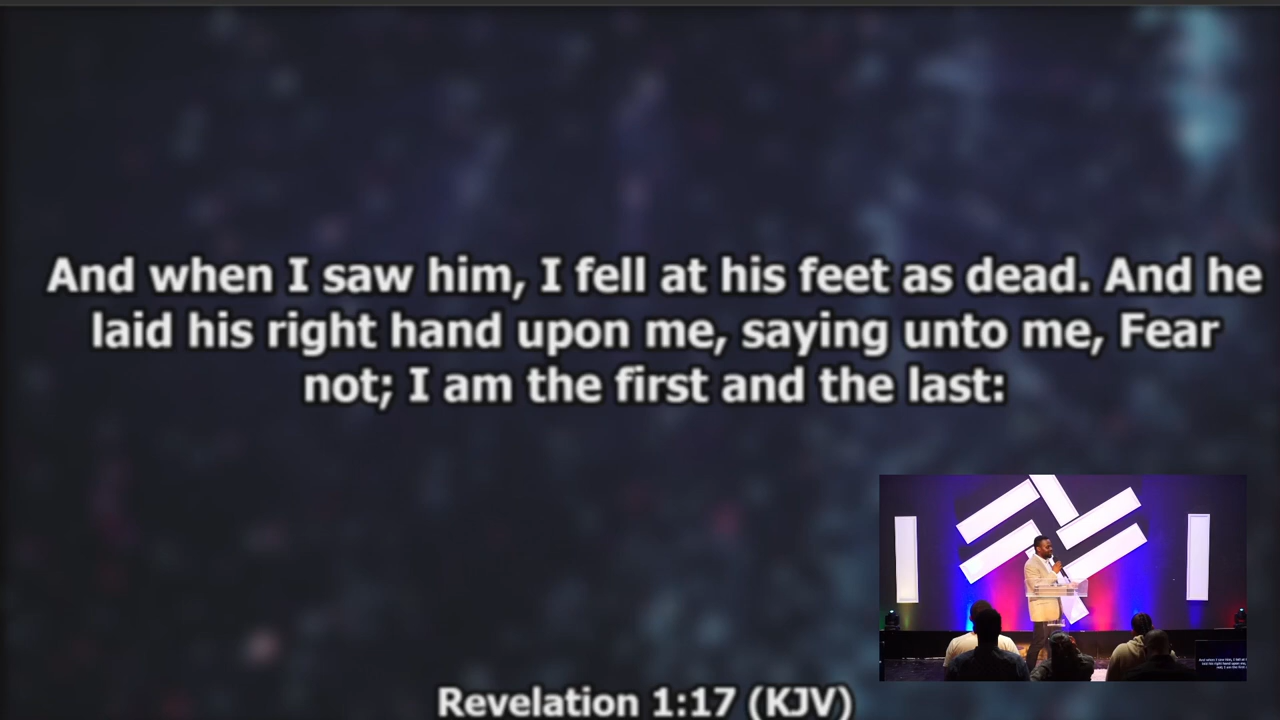 And when I saw him, I fell at his feet as dead. And he
laid his right hand upon me, saying unto me, Fear
not; I am the first and the last:
Revelation 1:17 (KJV)